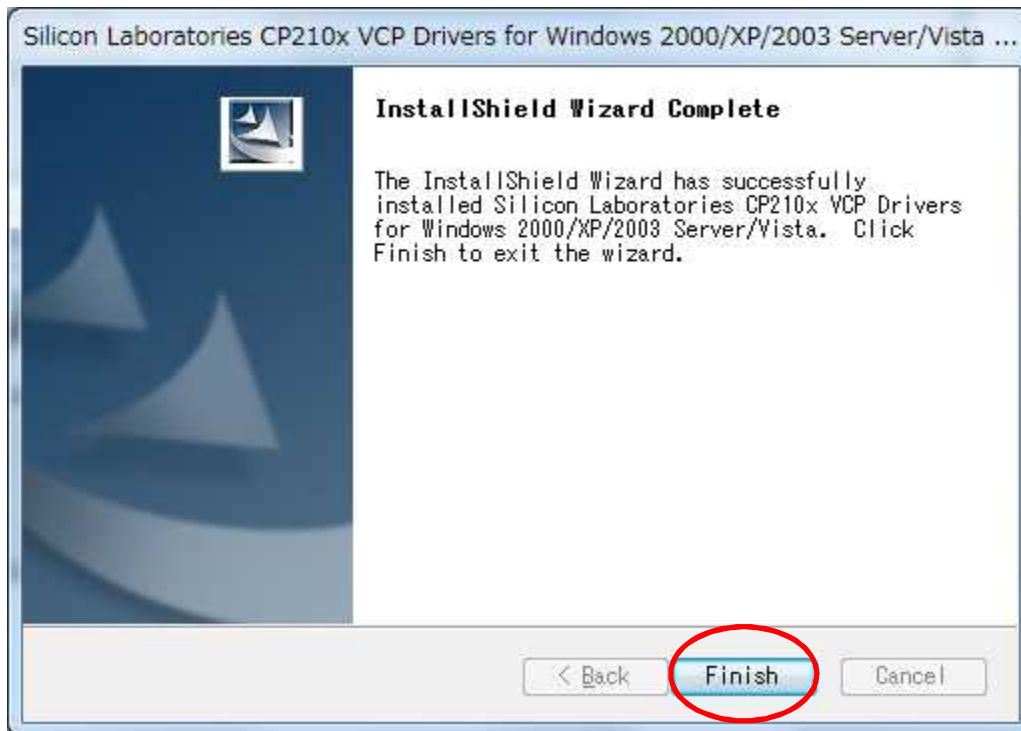 Silicon Laboratories CP210x VCP Drivers for Windows 2000/XP/2003 Server/Vista ...
InstallShield Wizard Complete
The InstallShield Wizard has successfully
installed Silicon Laboratories CP210x VCP Drivers
for Windows 2000/XP/2003 Server/Vista.  Click
Finish to exit the wizard.
< Back
Finish
Cancel